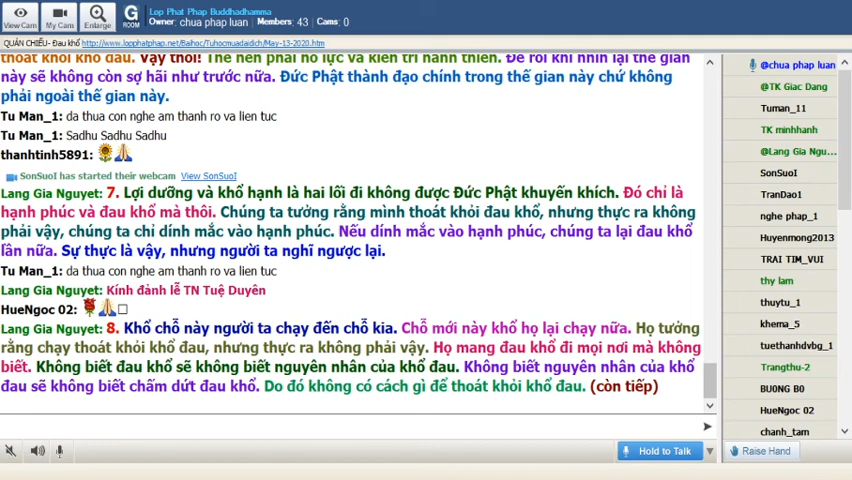 View Cam
My Cam
Enlarge
G
ROOM
Lop Phat Phap Buddhadhamma
Owner: chua phap luan Members: 43 Cams: 0
QUÁN CHIẾU- Đau khổ http://www.lopphatphap.net/Baihoc/Tuhocmuadaidich/May-13-2020.htm
thoát khỏi khổ đau. Vậy thôi! Thế nên phải nỗ lực và kiên trì hành thiền. Để rồi khi nhìn lại thế gian
này sẽ không còn sợ hãi như trước nữa. Đức Phật thành đạo chính trong thế gian này chứ không
phải ngoài thế gian này.
Tu Man_1: da thua con nghe am thanh ro va lien tuc
Tu Man_1: Sadhu Sadhu Sadhu
thanhtinh5891: 🌻🙏
SonSuoI has started their webcam View SonSuoI
Lang Gia Nguyet: 7. Lợi dưỡng và khổ hạnh là hai lối đi không được Đức Phật khuyến khích. Đó chỉ là
hạnh phúc và đau khổ mà thôi. Chúng ta tưởng rằng mình thoát khỏi đau khổ, nhưng thực ra không
phải vậy, chúng ta chỉ dính mắc vào hạnh phúc. Nếu dính mắc vào hạnh phúc, chúng ta lại đau khổ
lần nữa. Sự thực là vậy, nhưng người ta nghĩ ngược lại.
Tu Man_1: da thua con nghe am thanh ro va lien tuc
Lang Gia Nguyet: Kính đảnh lễ TN Tuệ Duyên
HueNgoc 02: 🌹🙏□
Lang Gia Nguyet: 8. Khổ chỗ này người ta chạy đến chỗ kia. Chỗ mới này khổ họ lại chạy nữa. Họ tưởng
rằng chạy thoát khỏi khổ đau, nhưng thực ra không phải vậy. Họ mang đau khổ đi mọi nơi mà không
biết. Không biết đau khổ sẽ không biết nguyên nhân của khổ đau. Không biết nguyên nhân của khổ
đau sẽ không biết chấm dứt đau khổ. Do đó không có cách gì để thoát khỏi khổ đau. (còn tiếp)
Hold to Talk
@chua phap luan
@TK Giac Dang
Tuman_11
TK minhhanh
@Lang Gia Ngu...
SonSuoI
TranDao1
nghe phap_1
Huyenmong2013
TRAI TIM_VUI
thy lam
thuytu_1
khema_5
tuethanhdvbg_1
Trangthu-2
BU0NG B0
HueNgoc 02
chanh_tam
Raise Hand